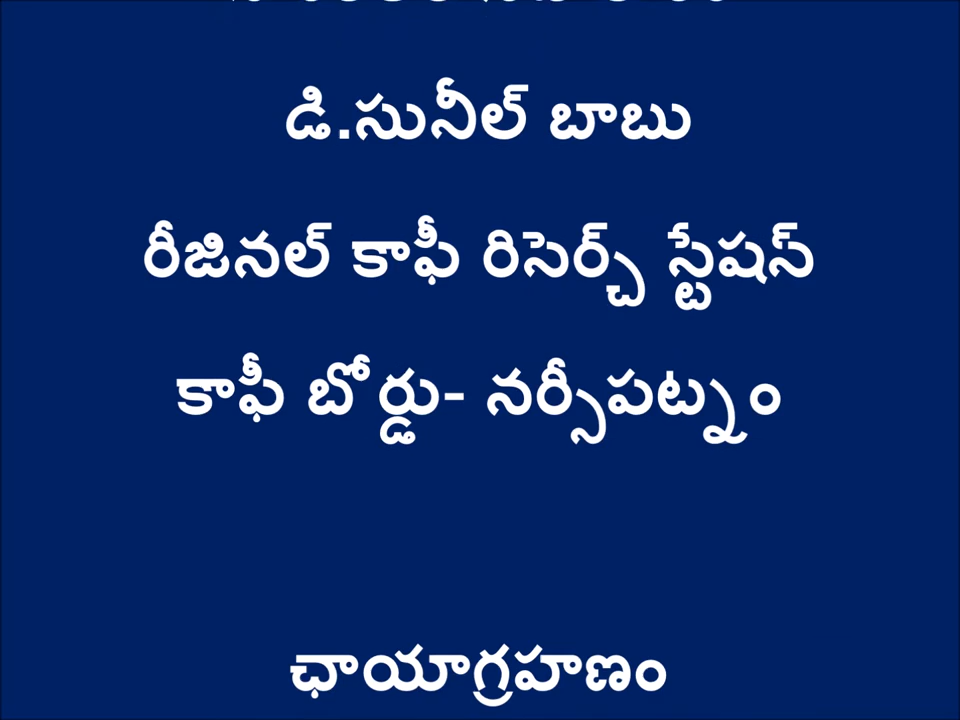 డి.సునీల్ బాబు
రీజినల్ కాఫీ రిసెర్చ్ స్టేషన్
కాఫీ బోర్డు- నర్సీపట్నం
ఛాయాగ్రహణం